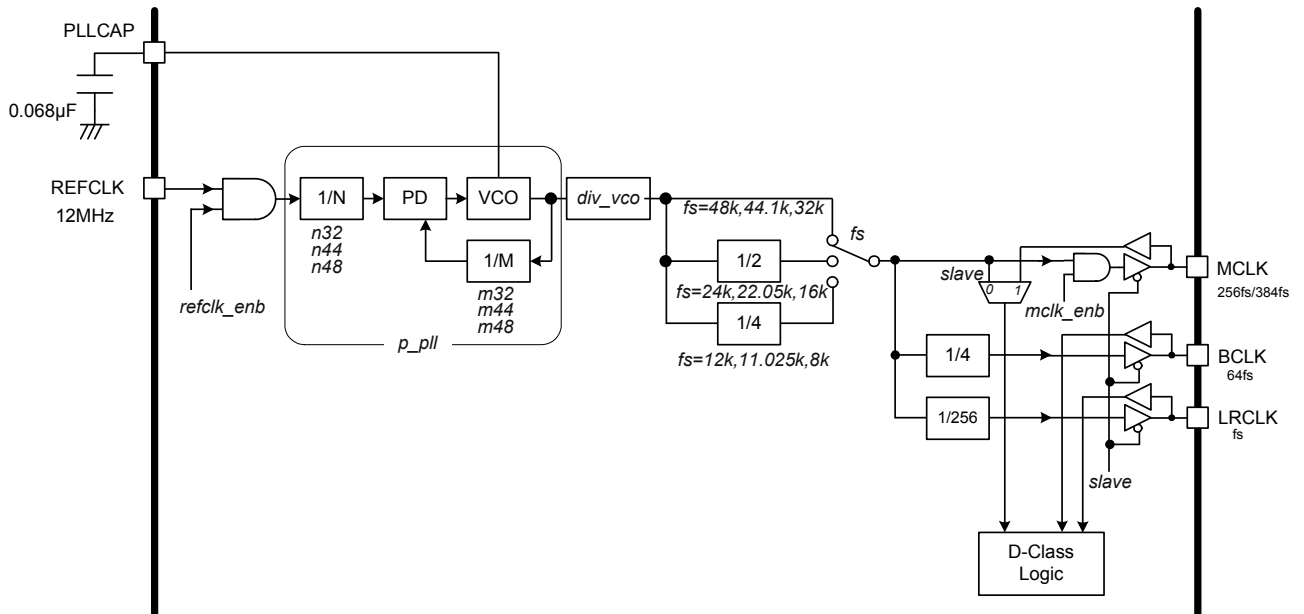 PLLCAP
0.068µF
REFCLK
12MHz
refclk_enb
1/N
n32
n44
n48
PD
VCO
1/M
m32
m44
m48
p_pll
div_vco
fs=48k,44.1k,32k
1/2
fs=24k,22.05k,16k
1/4
fs=12k,11.025k,8k
fs
slave
0 1
mclk_enb
MCLK
256fs/384fs
1/4
BCLK
64fs
1/256
LRCLK
fs
slave
D-Class
Logic